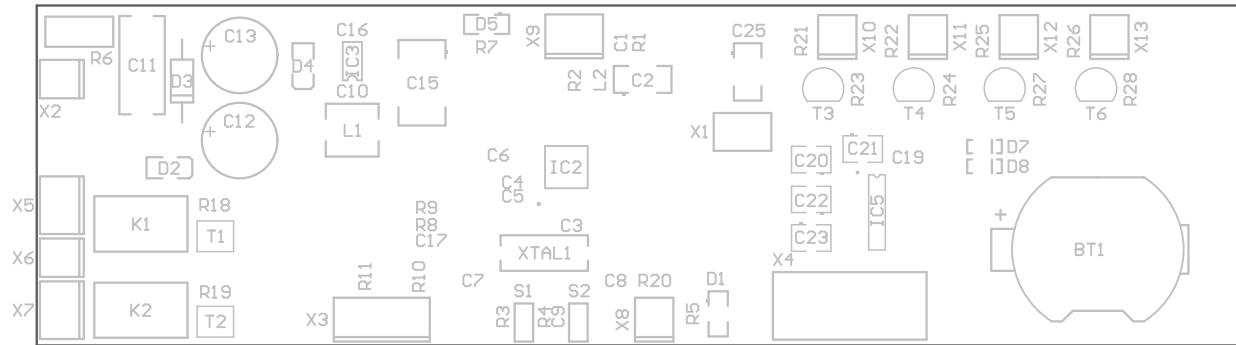 R6
C11
D3
C13
D4
C16
IC3
C10
C15
D5
R7
X9
R2
L2
C1
R1
C2
C25
R21
X10
R22
X11
R25
X12
R26
X13
X2
C12
L1
X1
T3
R23
T4
R24
T5
R27
T6
R28
D2
C6
IC2
C4
C5
C20
C21
C19
D7
D8
X5
K1
R18
T1
R9
R8
C17
C3
XTAL1
C22
IC5
C23
+
BT1
X6
X7
K2
R19
T2
X3
R11
R10
C7
S1
R3
R4
C9
S2
C8
R20
X8
R5
D1
X4
+
+